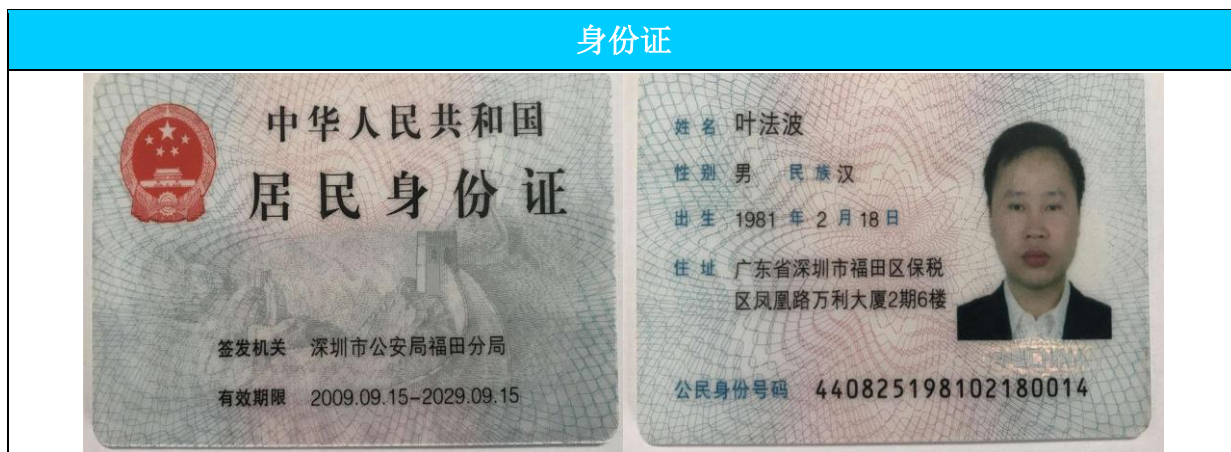 身份证
中华人民共和国
居民身份证
签发机关 深圳市公安局福田分局
有效期限 2009.09.15-2029.09.15
姓名 叶法波
性别 男 民族 汉
出生 1981 年 2 月 18 日
住址 广东省深圳市福田区保税
区凤凰路万利大厦2期6楼
公民身份号码 440825198102180014